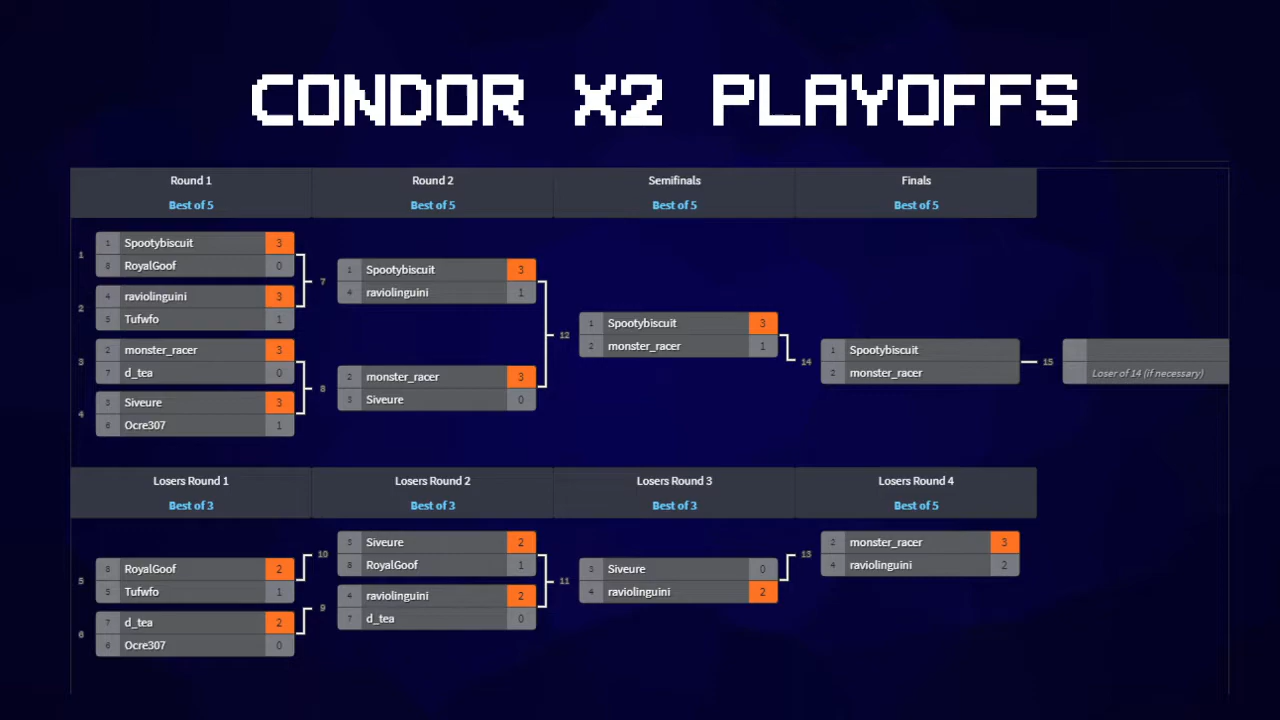 CONDOR X2 PLAYOFFS
Round 1 Round 2 Semifinals Finals
Best of 5 Best of 5 Best of 5 Best of 5
1
1 Spootybiscuit 3
8 RoyalGoof 0
2
4 raviolinguini 3
5 Tufwfo 1
3
2 monster_racer 3
7 d_tea 0
4
3 Siveure 3
6 Ocre307 1
7
1 Spootybiscuit 3
4 raviolinguini 1
8
2 monster_racer 3
3 Siveure 0
12
1 Spootybiscuit 3
2 monster_racer 1
14
1 Spootybiscuit
2 monster_racer
15
Loser of 14 (if necessary)
Losers Round 1 Losers Round 2 Losers Round 3 Losers Round 4
Best of 3 Best of 3 Best of 3 Best of 5
5
8 RoyalGoof 2
5 Tufwfo 1
6
7 d_tea 2
6 Ocre307 0
10
3 Siveure 2
8 RoyalGoof 1
9
4 raviolinguini 2
7 d_tea 0
11
3 Siveure 0
4 raviolinguini 2
13
2 monster_racer 3
4 raviolinguini 2